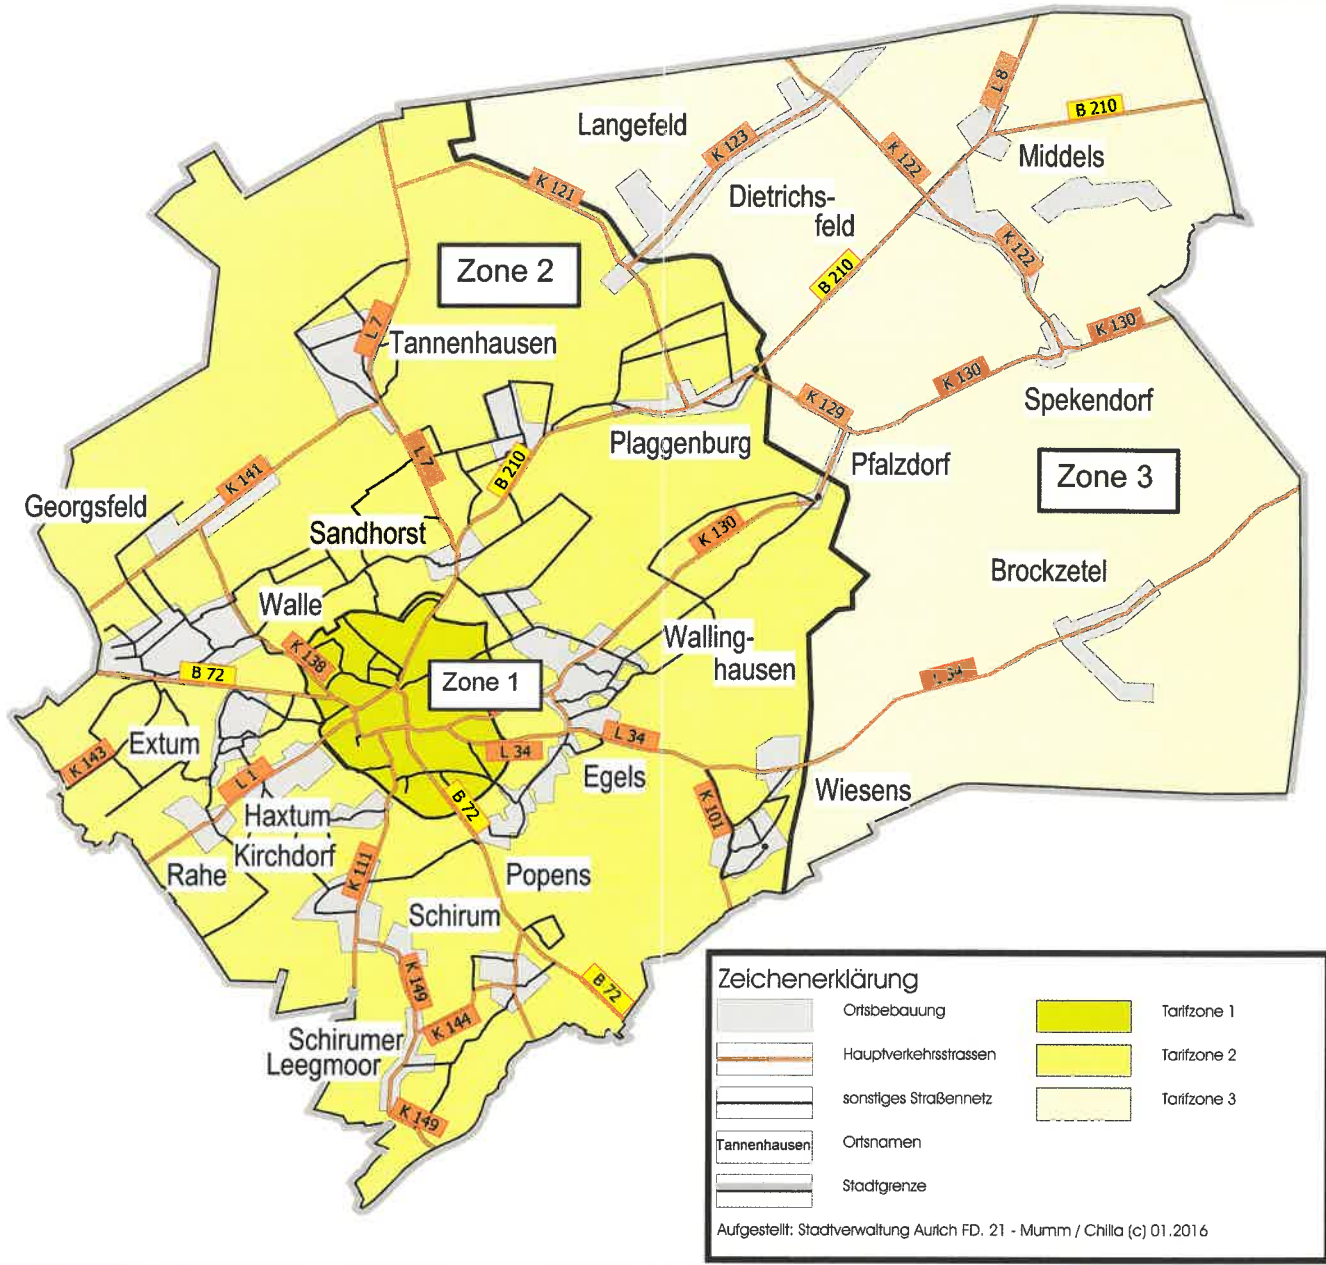 L 8
B 210
Langefeld
K 123
K 122
Middels
K 121
Dietrichs-
feld
K 122
Zone 2
B 210
L 7
Tannenhausen
K 130
K 130
K 129
Spekendorf
Plaggenburg
L 7
B 210
Pfalzdorf
Zone 3
K 141
Georgsfeld
Sandhorst
K 130
Brockzetel
Walle
Walling-
hausen
K 138
B 72
Zone 1
L 34
Extum
L 34
L 34
K 143
L 1
Egels
Wiesens
B 72
K 101
Haxtum
Kirchdorf
Rahe
K 111
Popens
Schirum
K 149
B 72
K 144
Schirumer
Leegmoor
K 149
Zeichenerklärung
Ortsbebauung
Tarifzone 1
Hauptverkehrsstrassen
Tarifzone 2
sonstiges Straßennetz
Tarifzone 3
Tannenhausen
Ortsnamen
Stadtgrenze
Aufgestellt: Stadtverwaltung Aurich FD. 21 - Mumm / Chilla (c) 01.2016